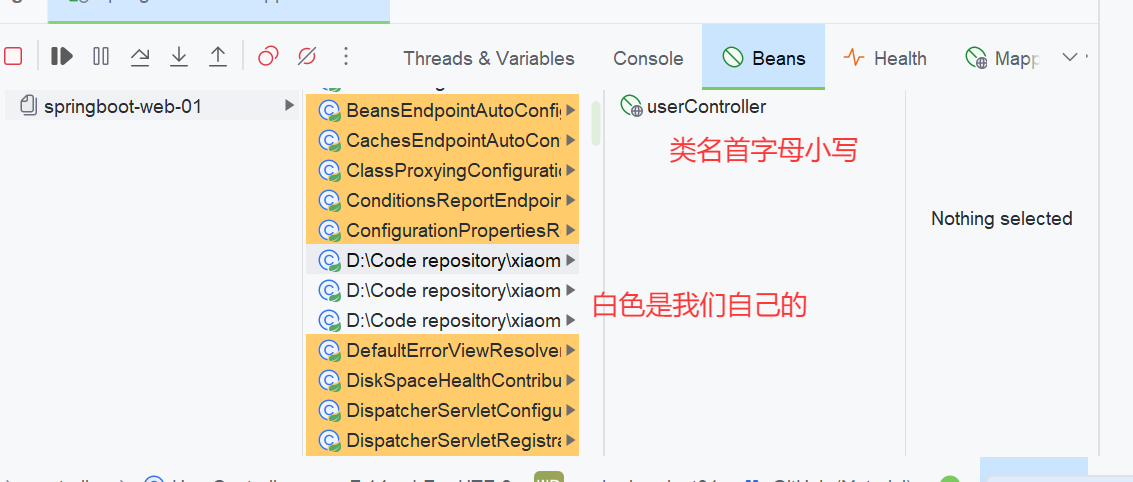 Threads & Variables
Console
Beans
Health
Mapp
springboot-web-01
BeansEndpointAutoConfi
CachesEndpointAutoCon
ClassProxyingConfigurati
ConditionsReportEndpoin
ConfigurationPropertiesR
D:\Code repository\xiaom
D:\Code repository\xiaom
D:\Code repository\xiaom
DefaultErrorViewResolve
DiskSpaceHealthContribu
DispatcherServletConfigu
DispatcherServletRegistra
userController
类名首字母小写
白色是我们自己的
Nothing selected